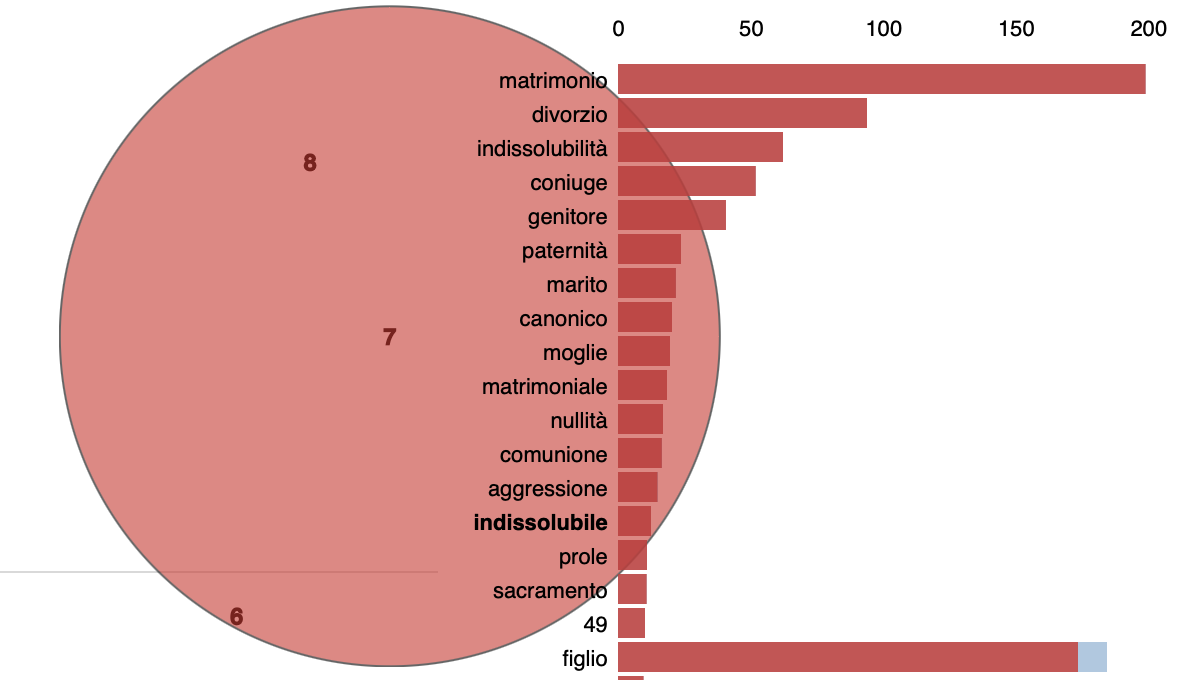 0 50 100 150 200
matrimonio
divorzio
indissolubilità
8
coniuge
genitore
paternità
marito
canonico
7
moglie
matrimoniale
nullità
comunione
aggressione
indissolubile
prole
sacramento
6
49
figlio